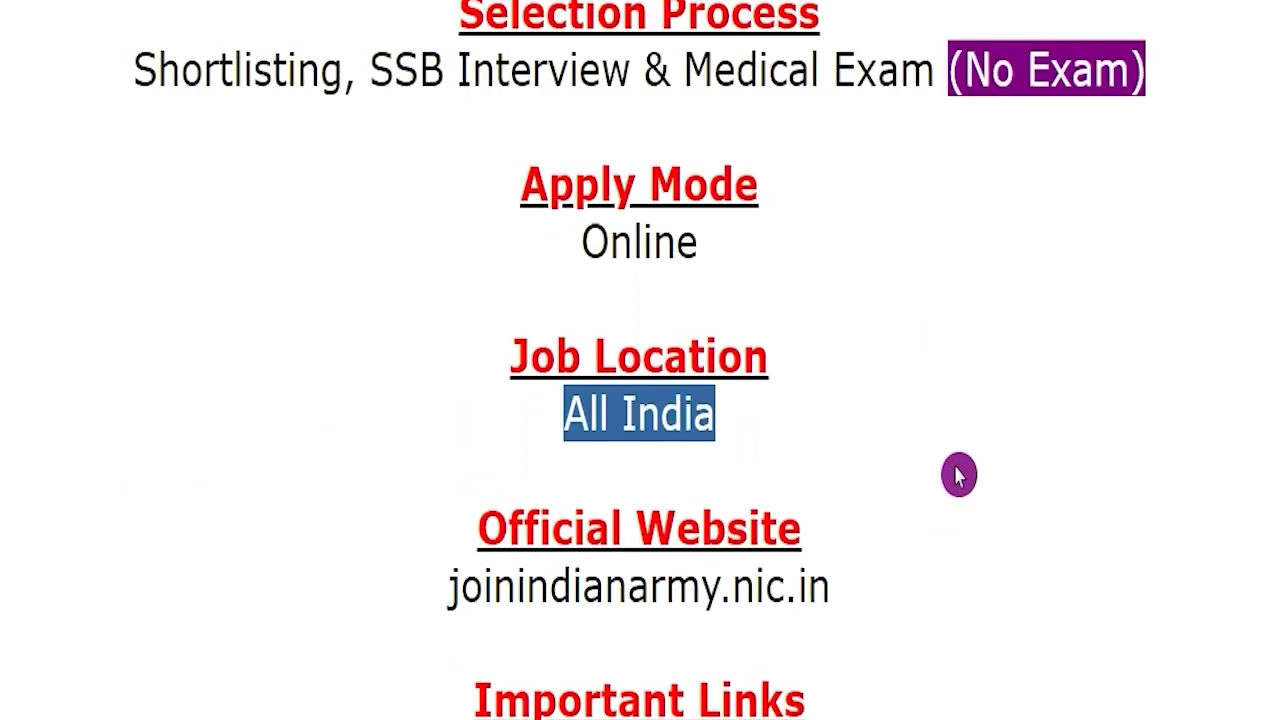 Selection Process
Shortlisting, SSB Interview & Medical Exam (No Exam)
Apply Mode
Online
Job Location
All India
Official Website
joinindianarmy.nic.in
Important Links